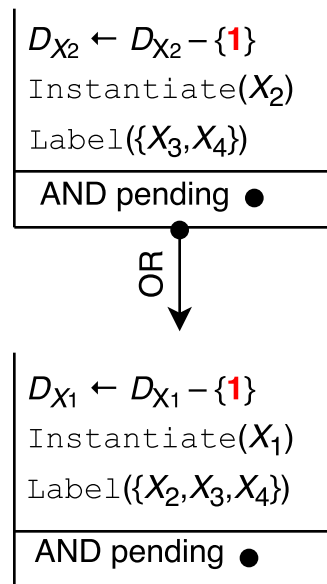 D_X₂ ← D_X₂ – {1}
Instantiate(X₂)
Label({X₃,X₄})
AND pending ●
OR
D_X₁ ← D_X₁ – {1}
Instantiate(X₁)
Label({X₂,X₃,X₄})
AND pending ●